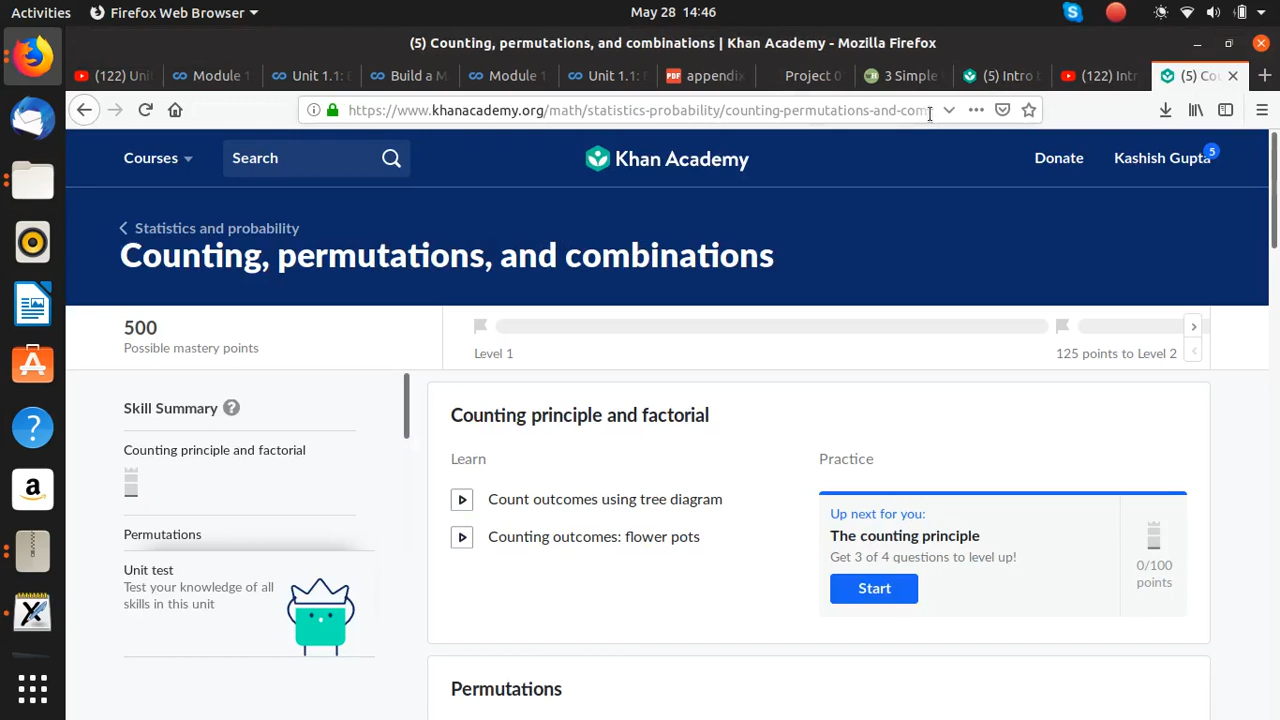 Activities
Firefox Web Browser
May 28 14:46
(5) Counting, permutations, and combinations | Khan Academy - Mozilla Firefox
(122) Uni
Module 1
Unit 1.1: E
Build a M
Module 1
Unit 1.1: F
PDF
appendix
Project 0
3 Simple
(5) Intro t
(122) Intr
(5) Cou
https://www.khanacademy.org/math/statistics-probability/counting-permutations-and-com
Courses
Search
Khan Academy
Donate
Kashish Gupta
5
Statistics and probability
Counting, permutations, and combinations
500
Possible mastery points
Level 1
125 points to Level 2
Skill Summary ?
Counting principle and factorial
Permutations
Unit test
Test your knowledge of all
skills in this unit
Counting principle and factorial
Learn
Practice
Count outcomes using tree diagram
Counting outcomes: flower pots
Up next for you:
The counting principle
Get 3 of 4 questions to level up!
Start
0/100
points
Permutations